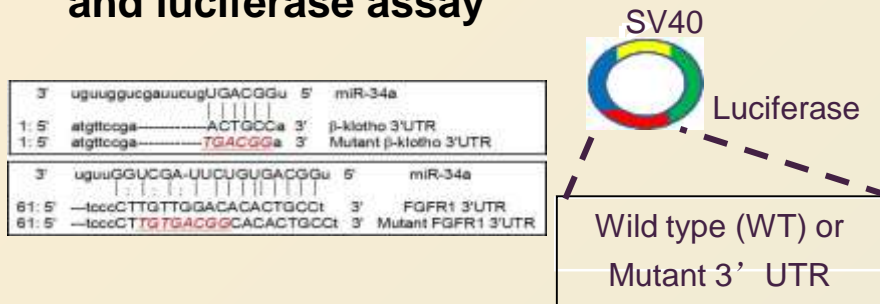 and luciferase assay
3' uguuggucgauucugUGACGGu 5' miR-34a
1: 5' atgttccga------------ACTGCCa 3' β-klotho 3'UTR
1: 5' atgttccga------------TGACGGa 3' Mutant β-klotho 3'UTR
3' uguuGGUCGA-UUCUGUGACGGu 5' miR-34a
61: 5' ---tcccCTTGTTGGACACACTGCCt 3' FGFR1 3'UTR
61: 5' ---tcccCTTGTGACGGCACACTGCCt 3' Mutant FGFR1 3'UTR
SV40
Luciferase
Wild type (WT) or
Mutant 3' UTR